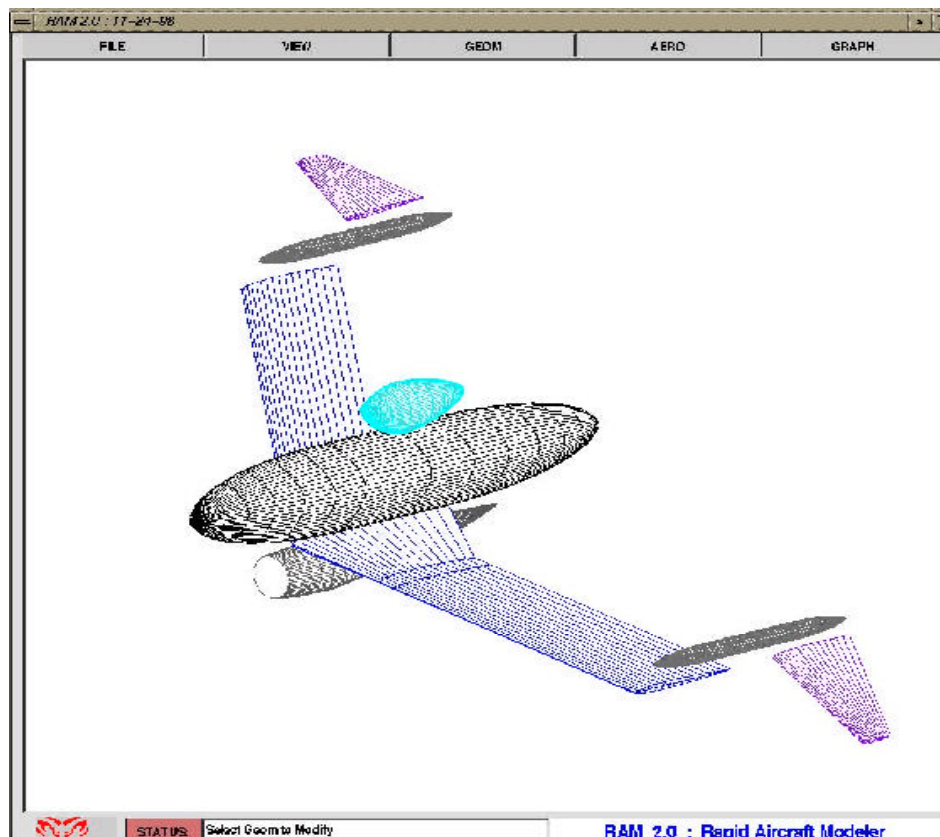 RAM 2.0 : 11-24-98
FILE VIEW GEOM AERO GRAPH
STATUS: Select Geom to Modify
RAM 2.0 : Rapid Aircraft Modeler